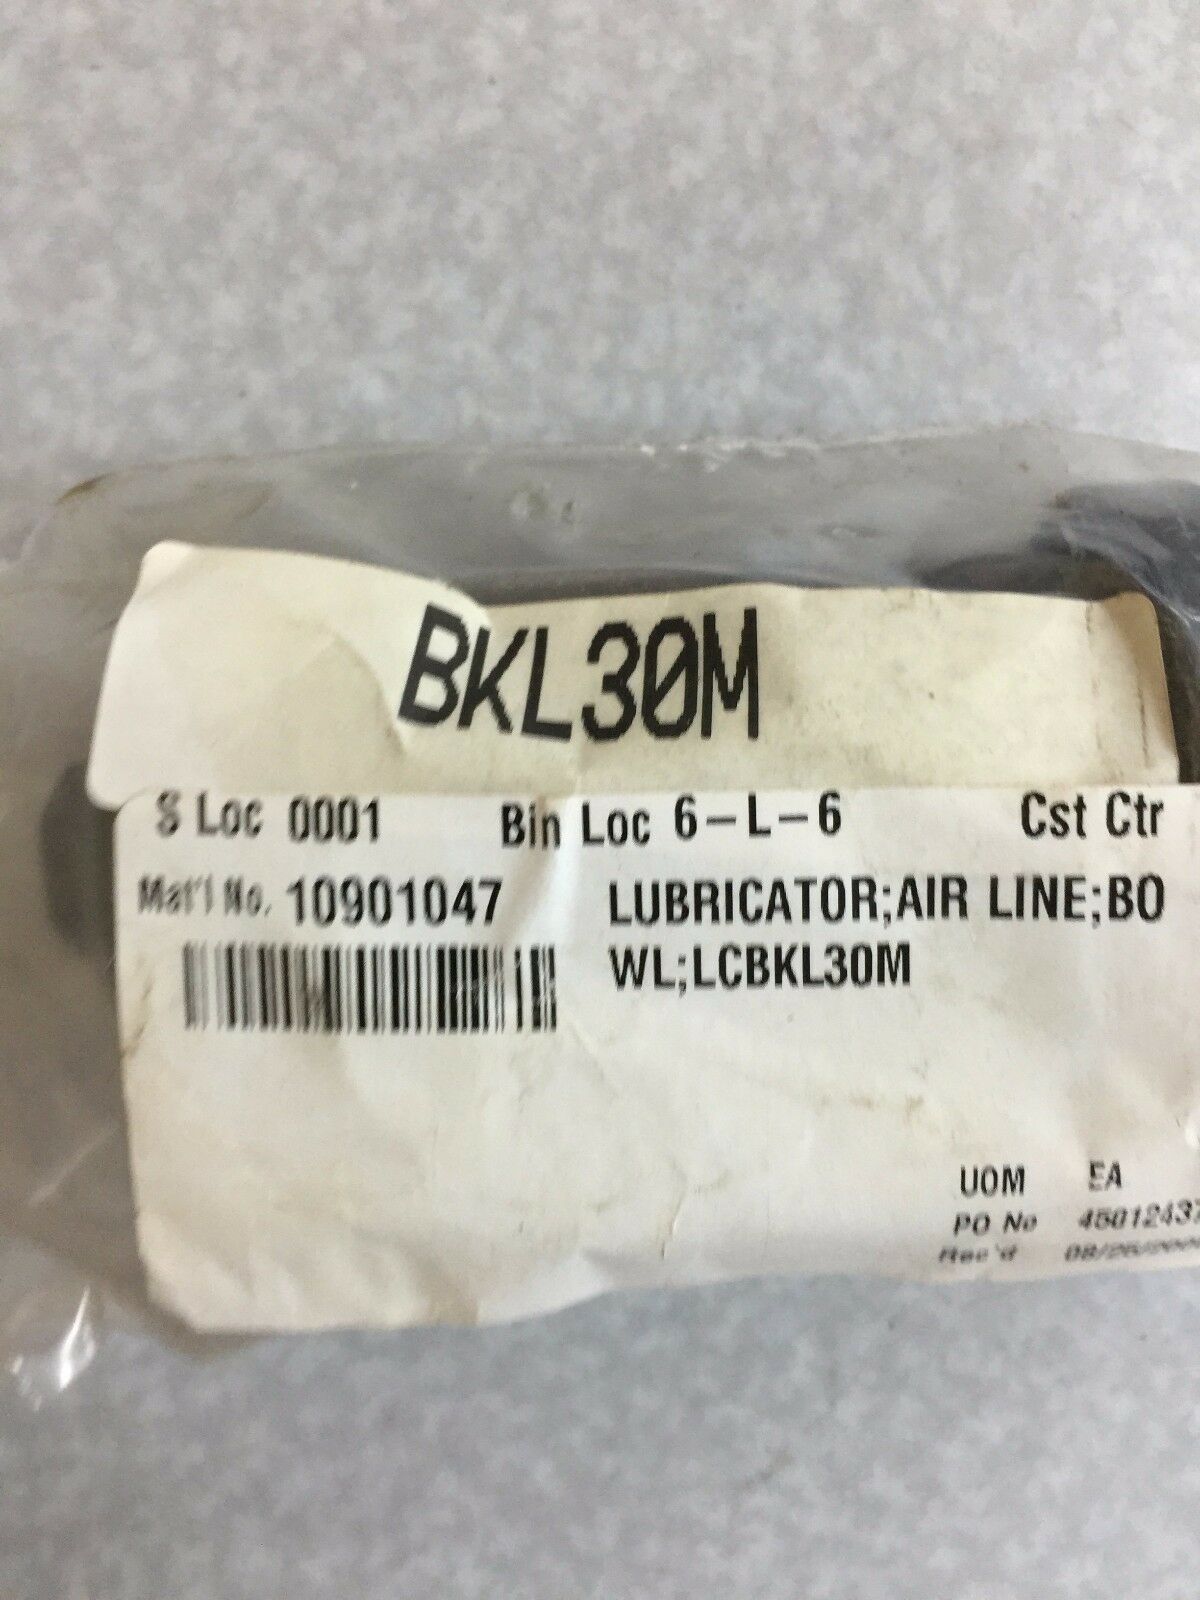 BKL30M
S Loc 0001 Bin Loc 6-L-6 Cst Ctr
Mat'l No. 10901047 LUBRICATOR;AIR LINE;BO
WL;LCBKL30M
UOM EA
PO No 45012437
Rec'd